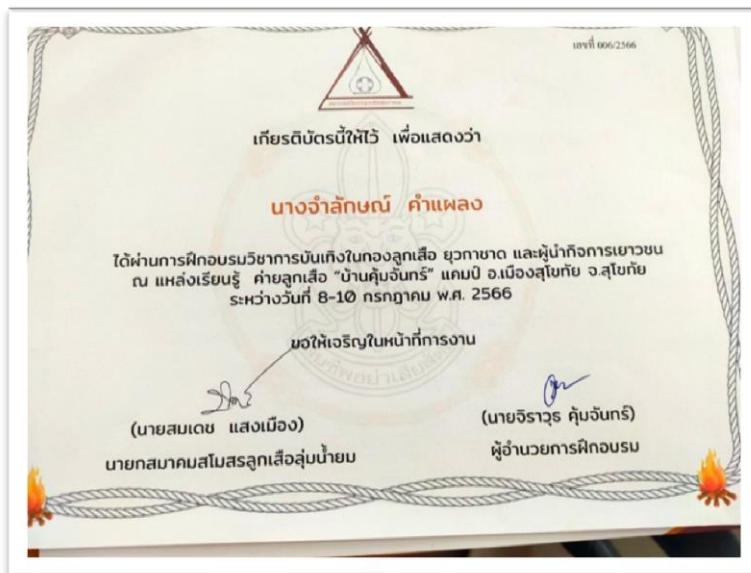 เลขที่ 006/2566
เกียรติบัตรนี้ให้ไว้ เพื่อแสดงว่า
นางจำลักษณ์ คำแผลง
ได้ผ่านการฝึกอบรมวิชาการบันเทิงในกองลูกเสือ ยุวกาชาด และผู้นำกิจการเยาวชน
ณ แหล่งเรียนรู้ ค่ายลูกเสือ "บ้านคุ้มจันทร์" แคมป์ อ.เมืองสุโขทัย จ.สุโขทัย
ระหว่างวันที่ 8-10 กรกฎาคม พ.ศ. 2566
ขอให้เจริญในหน้าที่การงาน
(นายสมเดช แสงเมือง)
(นายจิราวุธ คุ้มจันทร์)
นายกสมาคมสโมสรลูกเสือลุ่มน้ำยม
ผู้อำนวยการฝึกอบรม